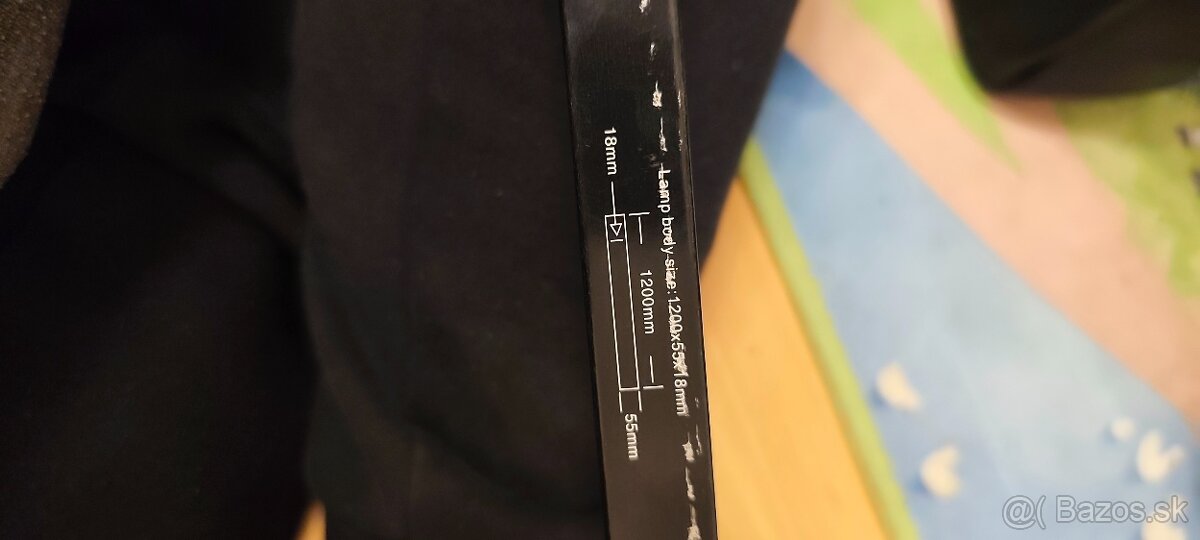 Lamp body size:1200x55x18mm
1200mm
18mm
55mm
@( Bazos.sk